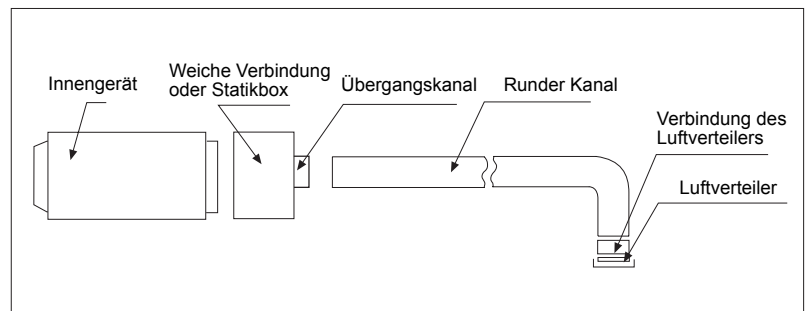 Innengerät
Weiche Verbindung
oder Statikbox
Übergangskanal
Runder Kanal
Verbindung des
Luftverteilers
Luftverteiler